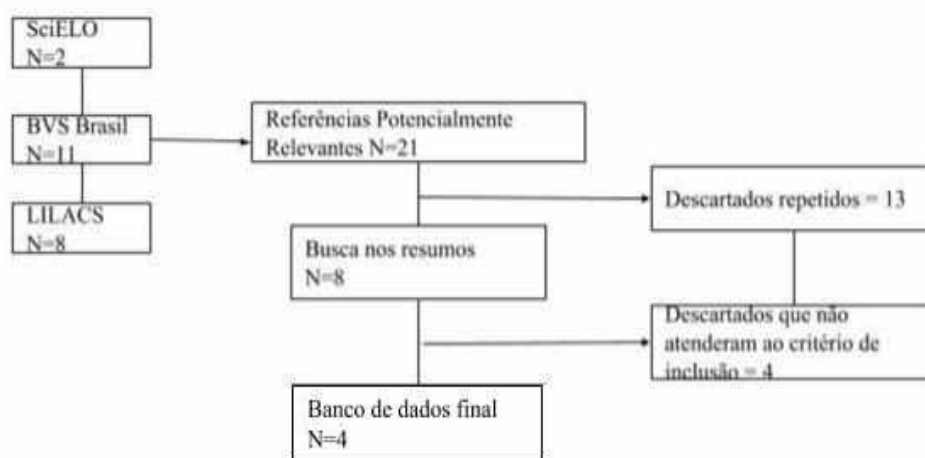 SciELO
N=2
BVS Brasil
N=11
LILACS
N=8
Referências Potencialmente
Relevantes N=21
Descartados repetidos = 13
Busca nos resumos
N=8
Descartados que não
atenderam ao critério de
inclusão = 4
Banco de dados final
N=4